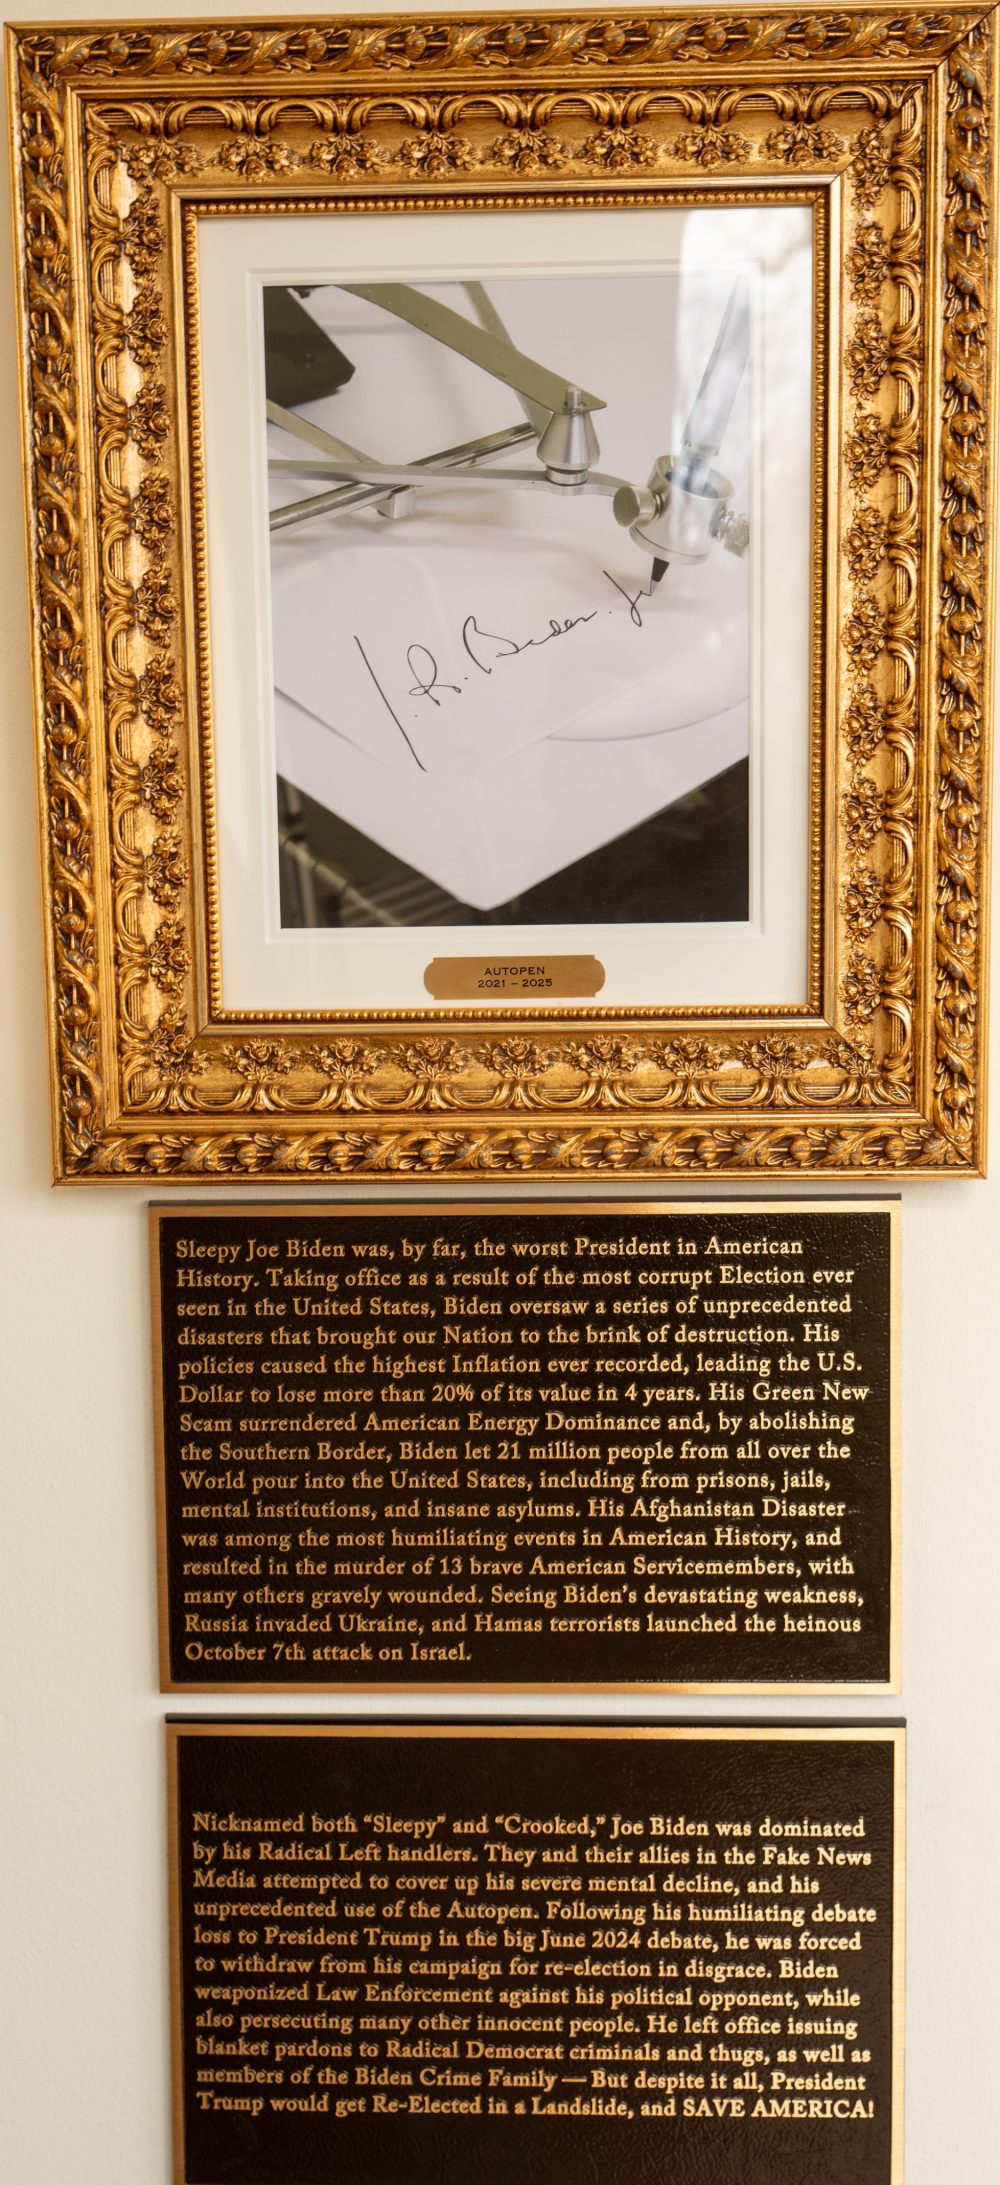 J. R. Biden. Jr
AUTOPEN
2021 – 2025
Sleepy Joe Biden was, by far, the worst President in American
History. Taking office as a result of the most corrupt Election ever
seen in the United States, Biden oversaw a series of unprecedented
disasters that brought our Nation to the brink of destruction. His
policies caused the highest Inflation ever recorded, leading the U.S.
Dollar to lose more than 20% of its value in 4 years. His Green New
Scam surrendered American Energy Dominance and, by abolishing
the Southern Border, Biden let 21 million people from all over the
World pour into the United States, including from prisons, jails,
mental institutions, and insane asylums. His Afghanistan Disaster
was among the most humiliating events in American History, and
resulted in the murder of 13 brave American Servicemembers, with
many others gravely wounded. Seeing Biden's devastating weakness,
Russia invaded Ukraine, and Hamas terrorists launched the heinous
October 7th attack on Israel.
Nicknamed both “Sleepy” and “Crooked,” Joe Biden was dominated
by his Radical Left handlers. They and their allies in the Fake News
Media attempted to cover up his severe mental decline, and his
unprecedented use of the Autopen. Following his humiliating debate
loss to President Trump in the big June 2024 debate, he was forced
to withdraw from his campaign for re-election in disgrace. Biden
weaponized Law Enforcement against his political opponent, while
also persecuting many other innocent people. He left office issuing
blanket pardons to Radical Democrat criminals and thugs, as well as
members of the Biden Crime Family — But despite it all, President
Trump would get Re-Elected in a Landslide, and SAVE AMERICA!